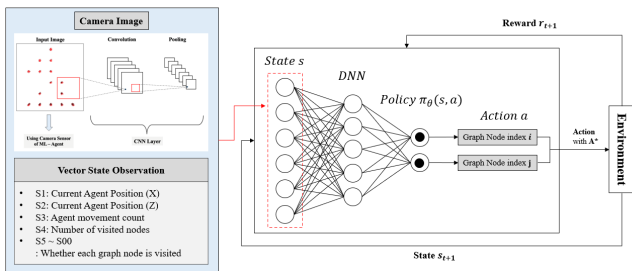 Camera Image
Input Image
Convolution
Pooling
Using Camera Sensor
of ML - Agent
CNN Layer
Vector State Observation
• S1: Current Agent Position (X)
• S2: Current Agent Position (Z)
• S3: Agent movement count
• S4: Number of visited nodes
• S5 ~ S00
: Whether each graph node is visited
Reward r_{t+1}
State s
DNN
Policy π_θ(s, a)
Action a
Graph Node index i
Graph Node index j
Action
with A*
Environment
State s_{t+1}